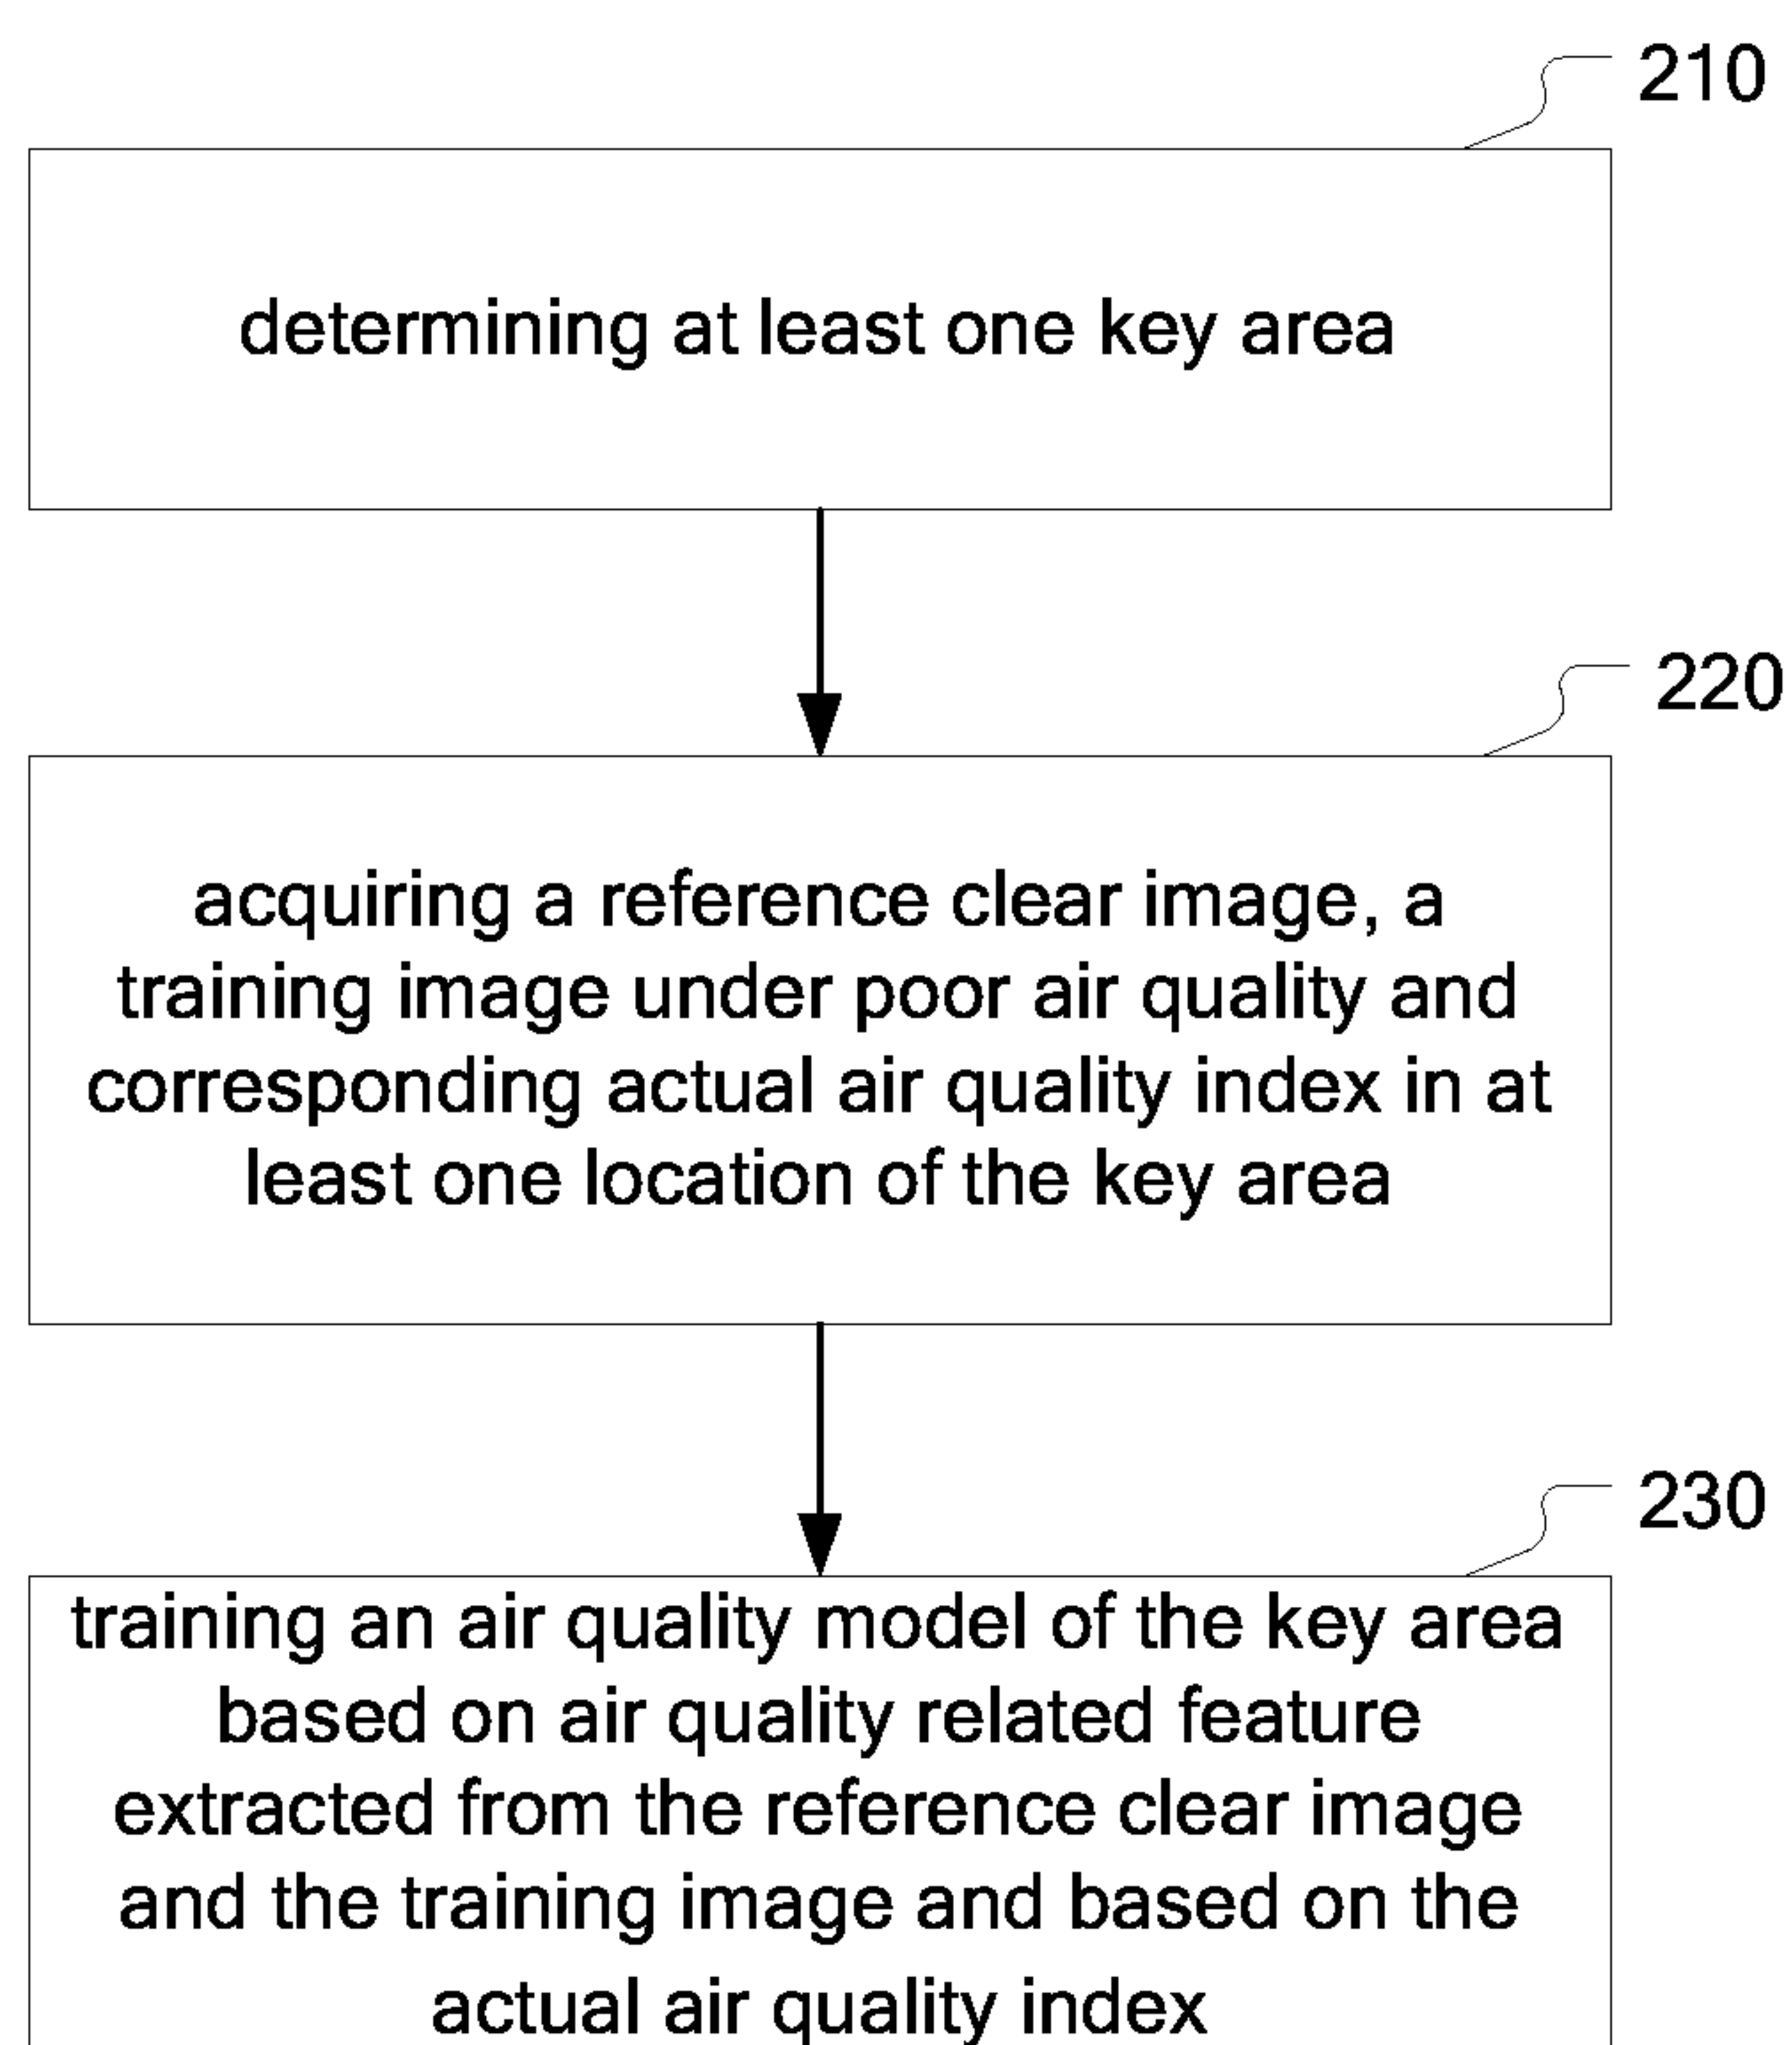 210
determining at least one key area
220
acquiring a reference clear image, a
training image under poor air quality and
corresponding actual air quality index in at
least one location of the key area
230
training an air quality model of the key area
based on air quality related feature
extracted from the reference clear image
and the training image and based on the
actual air quality index